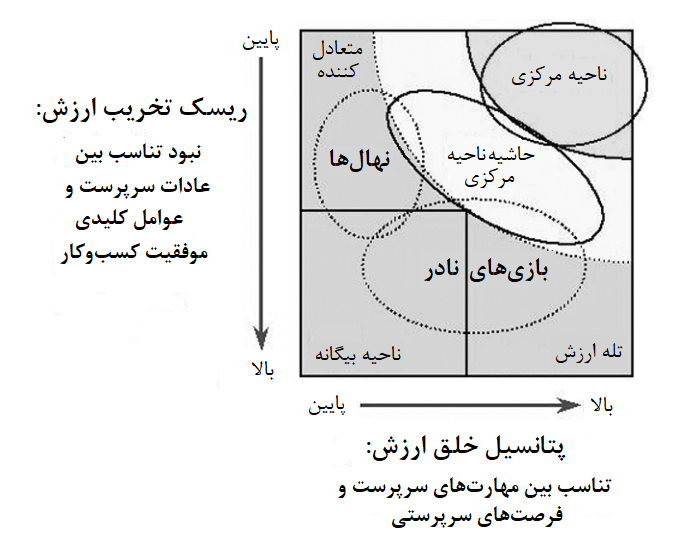 پایین
ریسک تخریب ارزش:
نبود تناسب بین
عادات سرپرست و
عوامل کلیدی
موفقیت کسب‌وکار
بالا
متعادل
کننده
ناحیه مرکزی
نهال‌ها
حاشیه‌ناحیه
مرکزی
بازی‌های نادر
ناحیه بیگانه
تله ارزش
پایین
بالا
پتانسیل خلق ارزش:
تناسب بین مهارت‌های سرپرست و
فرصت‌های سرپرستی